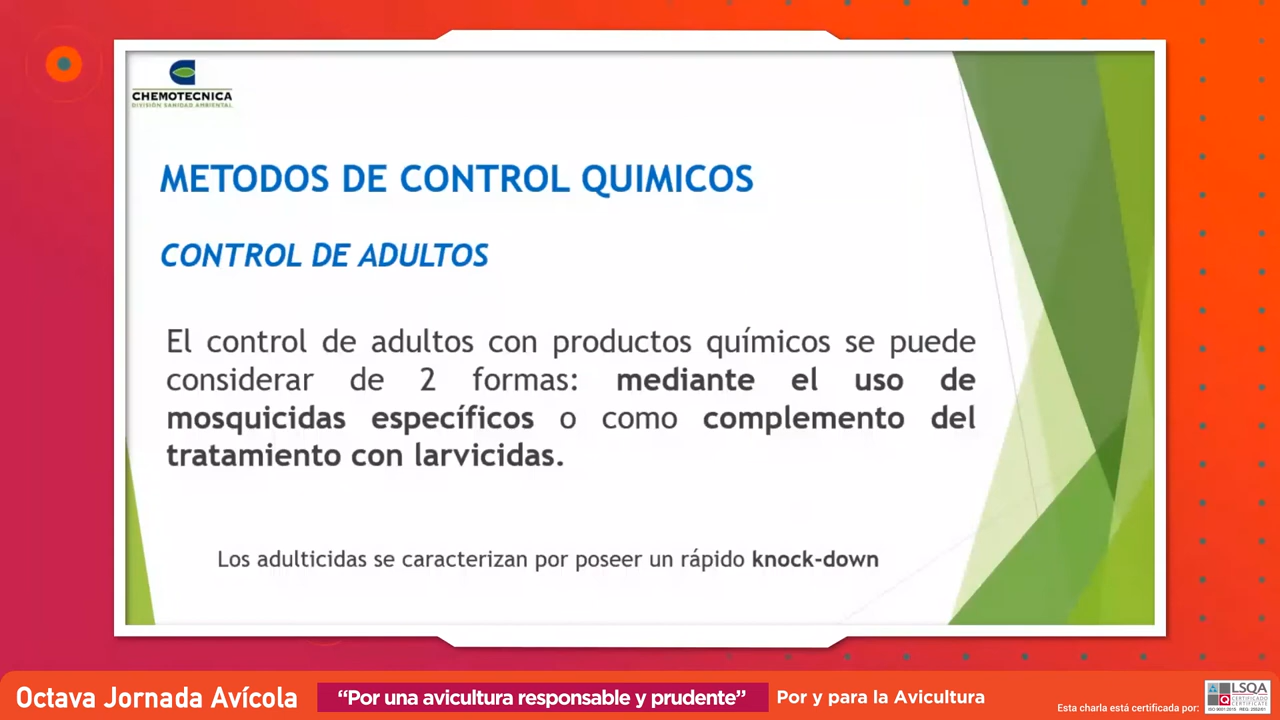 CHEMOTECNICA
DIVISIÓN SANIDAD AMBIENTAL
METODOS DE CONTROL QUIMICOS
CONTROL DE ADULTOS
El control de adultos con productos químicos se puede
considerar de 2 formas: mediante el uso de
mosquicidas específicos o como complemento del
tratamiento con larvicidas.
Los adulticidas se caracterizan por poseer un rápido knock-down
Octava Jornada Avícola
“Por una avicultura responsable y prudente”
Por y para la Avicultura
Esta charla está certificada por:
LSQA
CERTIFICADO
CERTIFICATE